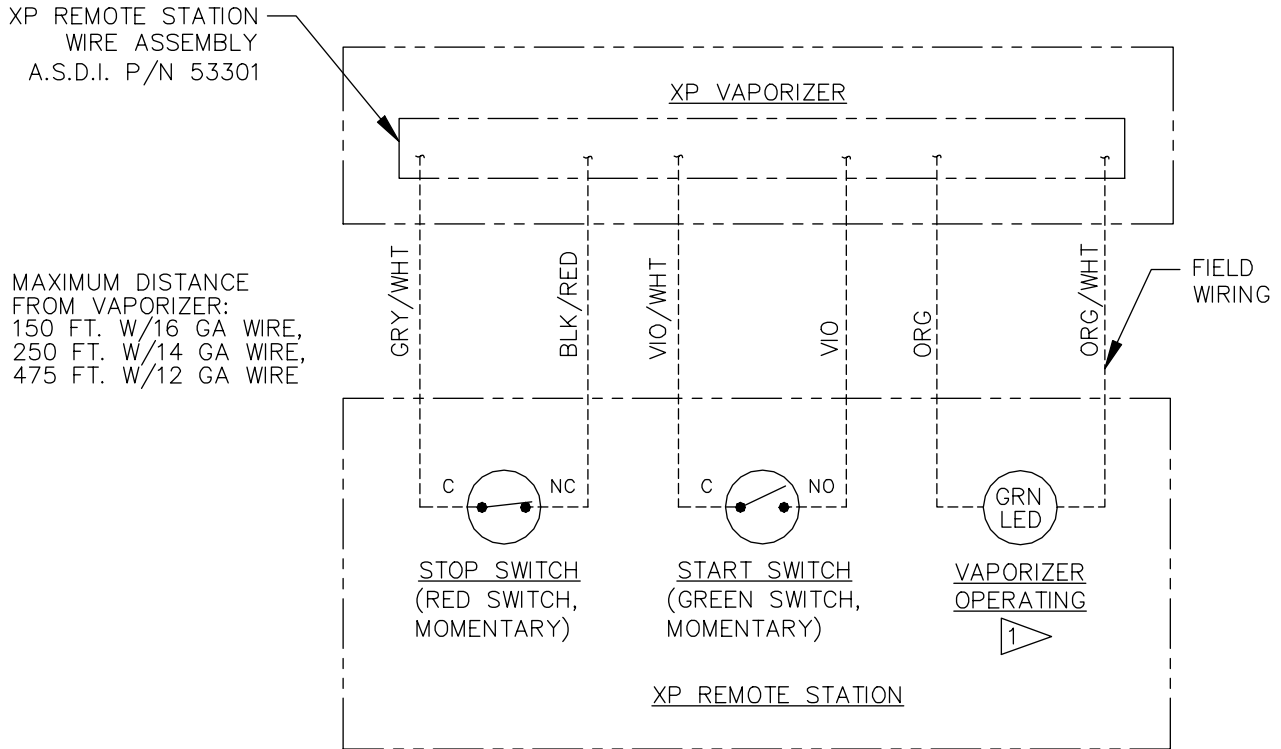 XP REMOTE STATION
WIRE ASSEMBLY
A.S.D.I. P/N 53301
XP VAPORIZER
MAXIMUM DISTANCE
FROM VAPORIZER:
150 FT. W/16 GA WIRE,
250 FT. W/14 GA WIRE,
475 FT. W/12 GA WIRE
GRY/WHT
BLK/RED
VIO/WHT
VIO
ORG
ORG/WHT
FIELD
WIRING
C
NC
C
NO
GRN
LED
STOP SWITCH
(RED SWITCH,
MOMENTARY)
START SWITCH
(GREEN SWITCH,
MOMENTARY)
VAPORIZER
OPERATING
1
XP REMOTE STATION